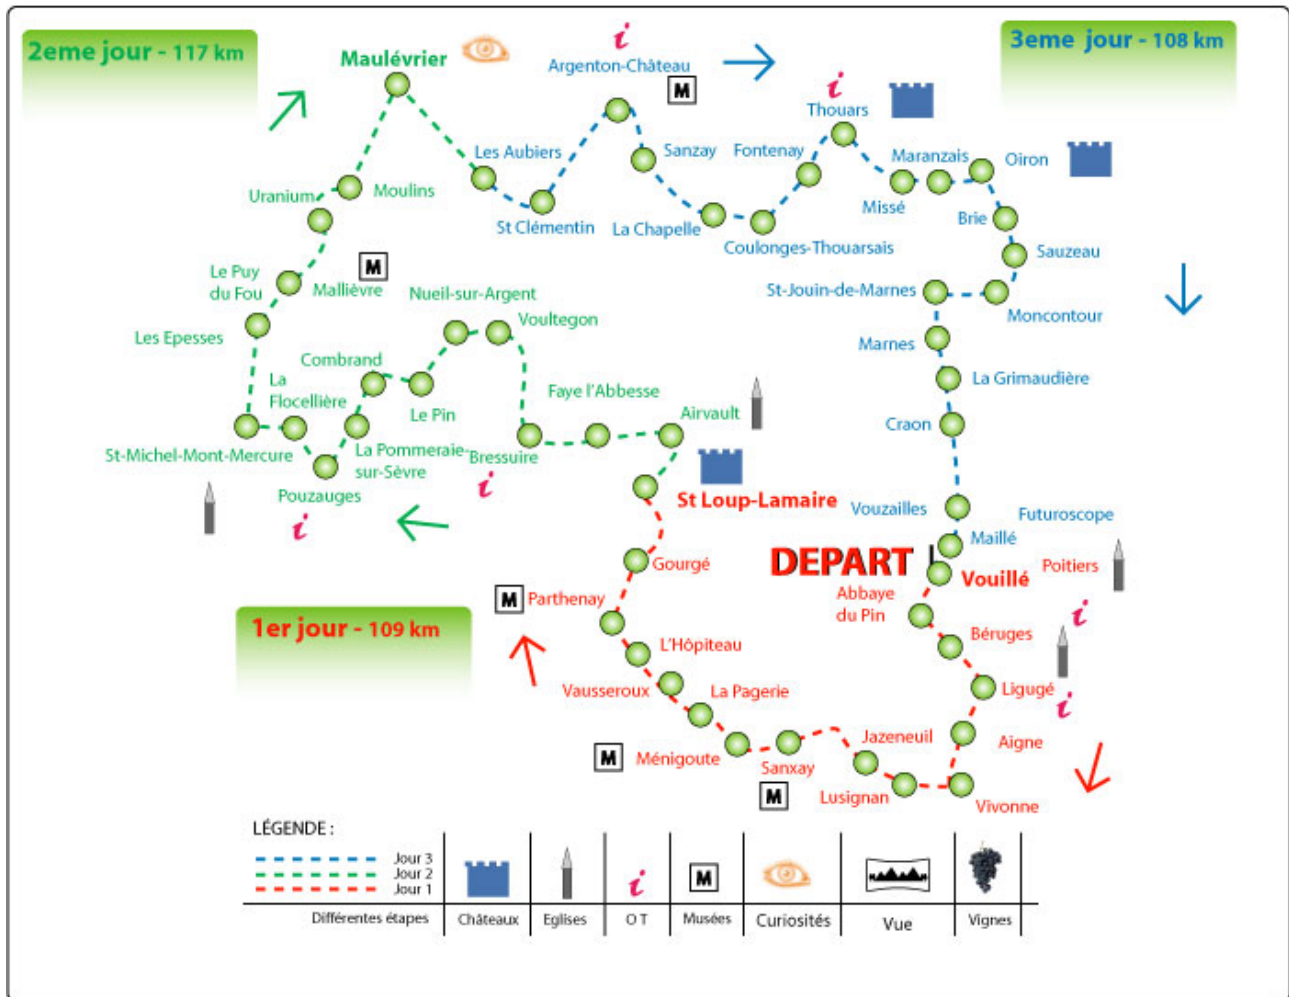 2eme jour - 117 km
Maulévrier
Argenton-Château
M
3eme jour - 108 km
Thouars
Les Aubiers
Sanzay
Fontenay
Maranzais
Oiron
Uranium
Moulins
St Clémentin
La Chapelle
Missé
Brie
Coulonges-Thouarsais
Sauzeau
Le Puy
du Fou
M
Mallièvre
Nueil-sur-Argent
St-Jouin-de-Marnes
Moncontour
Les Epesses
Voultegon
Marnes
Combrand
La
Flocellière
Le Pin
Faye l'Abbesse
Airvault
La Grimaudière
Craon
St-Michel-Mont-Mercure
La Pommeraie-
sur-Sèvre
Bressuire
Pouzauges
i
i
i
i
St Loup-Lamaire
Vouzailles
Futuroscope
Maillé
DEPART
Vouillé
Poitiers
Gourgé
M
Parthenay
Abbaye
du Pin
i
1er jour - 109 km
Béruges
L'Hôpiteau
Ligugé
i
Vausseroux
La Pagerie
Jazeneuil
Aigne
M
Ménigoute
Sanxay
M
Lusignan
Vivonne
LÉGENDE :
Jour 3
Jour 2
Jour 1
i
M
Différentes étapes
Châteaux
Eglises
O T
Musées
Curiosités
Vue
Vignes